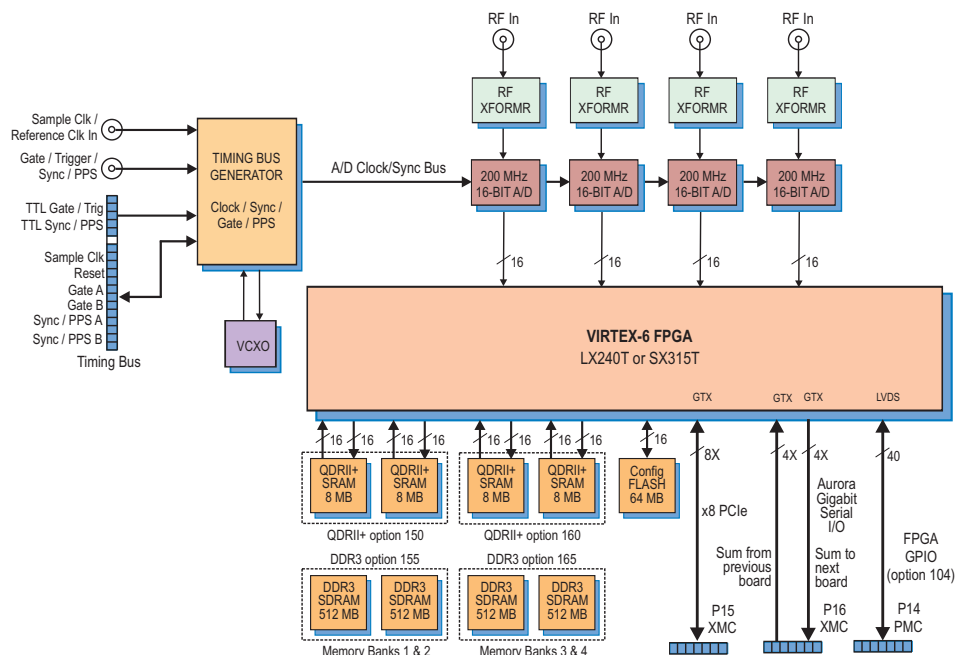 RF In
RF In
RF In
RF In
RF
XFORMR
RF
XFORMR
RF
XFORMR
RF
XFORMR
Sample Clk /
Reference Clk In
Gate / Trigger /
Sync / PPS
TTL Gate / Trig
TTL Sync / PPS
Sample Clk
Reset
Gate A
Gate B
Sync / PPS A
Sync / PPS B
Timing Bus
TIMING BUS
GENERATOR
Clock / Sync /
Gate / PPS
VCXO
A/D Clock/Sync Bus
200 MHz
16-BIT A/D
200 MHz
16-BIT A/D
200 MHz
16-BIT A/D
200 MHz
16-BIT A/D
16
16
16
16
VIRTEX-6 FPGA
LX240T or SX315T
GTX
GTX
GTX
LVDS
16
16
16
16
16
16
16
16
16
8X
4X
4X
40
QDRII+
SRAM
8 MB
QDRII+
SRAM
8 MB
QDRII+
SRAM
8 MB
QDRII+
SRAM
8 MB
Config
FLASH
64 MB
QDRII+ option 150
QDRII+ option 160
DDR3 option 155
DDR3 option 165
DDR3
SDRAM
512 MB
DDR3
SDRAM
512 MB
DDR3
SDRAM
512 MB
DDR3
SDRAM
512 MB
Memory Banks 1 & 2
Memory Banks 3 & 4
x8 PCIe
Aurora
Gigabit
Serial
I/O
Sum from
previous
board
Sum to
next
board
FPGA
GPIO
(option 104)
P15
XMC
P16
XMC
P14
PMC